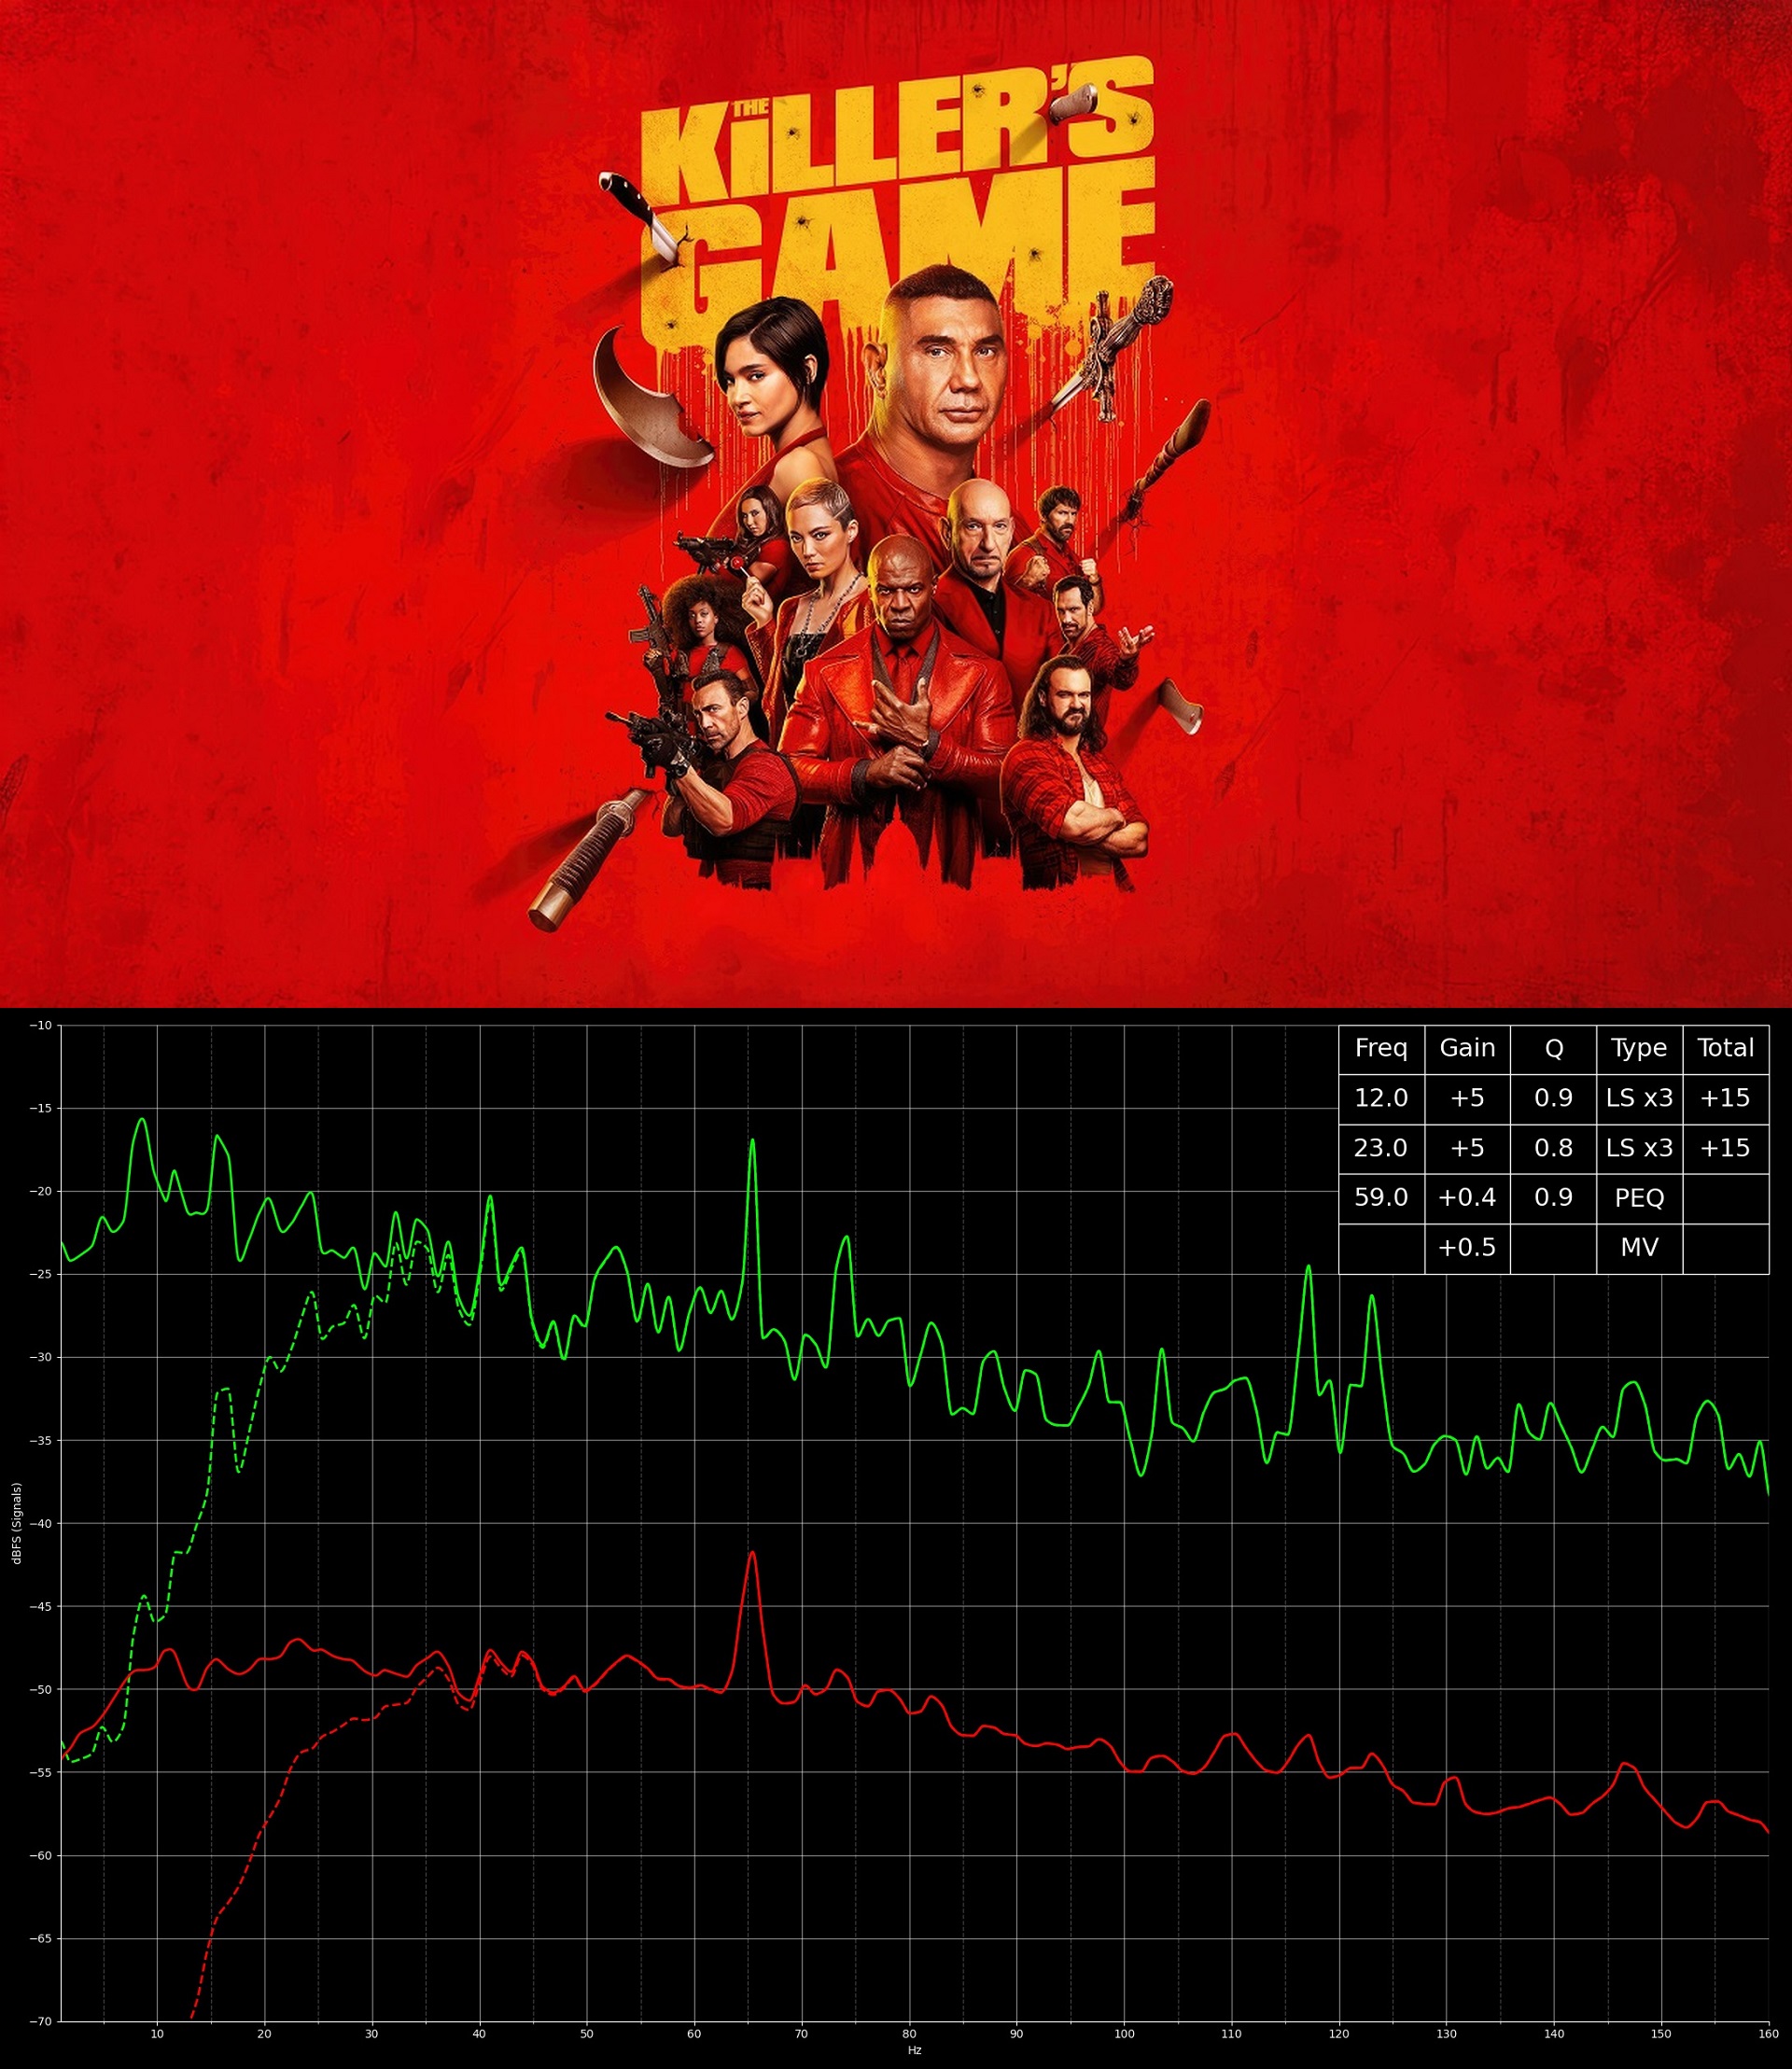 THE
KiLLER'S
GAME
Freq Gain Q Type Total
12.0 +5 0.9 LS x3 +15
23.0 +5 0.8 LS x3 +15
59.0 +0.4 0.9 PEQ
+0.5 MV
−10
−15
−20
−25
−30
−35
−40
−45
−50
−55
−60
−65
−70
dBFS (Signals)
10 20 30 40 50 60 70 80 90 100 110 120 130 140 150 160
Hz